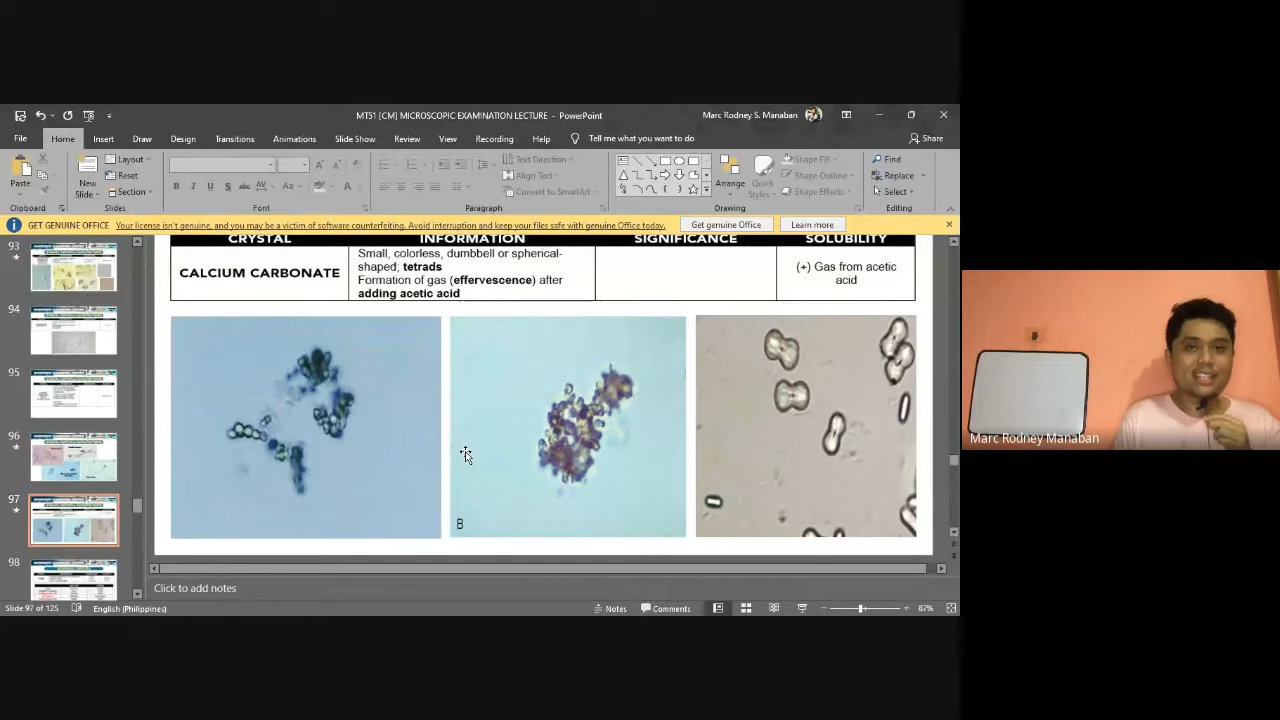 MT51 [CM] MICROSCOPIC EXAMINATION LECTURE - PowerPoint
Marc Rodney S. Manaban
File Home Insert Draw Design Transitions Animations Slide Show Review View Recording Help Tell me what you want to do Share
Paste
Clipboard
New Slide
Layout
Reset
Section
Slides
B I U S abc AV Aa A
Font
Text Direction
Align Text
Convert to SmartArt
Paragraph
Arrange
Quick Styles
Shape Fill
Shape Outline
Shape Effects
Drawing
Find
Replace
Select
Editing
GET GENUINE OFFICE Your license isn't genuine, and you may be a victim of software counterfeiting. Avoid interruption and keep your files safe with genuine Office today. Get genuine Office Learn more
93
94
95
96
97
98
CRYSTAL INFORMATION SIGNIFICANCE SOLUBILITY
CALCIUM CARBONATE
Small, colorless, dumbbell or spherical-
shaped; tetrads
Formation of gas (effervescence) after
adding acetic acid
(+) Gas from acetic
acid
B
Click to add notes
Slide 97 of 125 English (Philippines) Notes Comments 87%
Marc Rodney Manaban